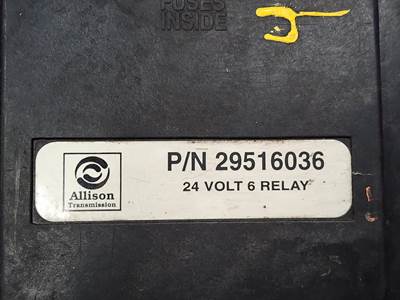 FUSES
INSIDE
P/N 29516036
24 VOLT 6 RELAY
Allison
Transmission